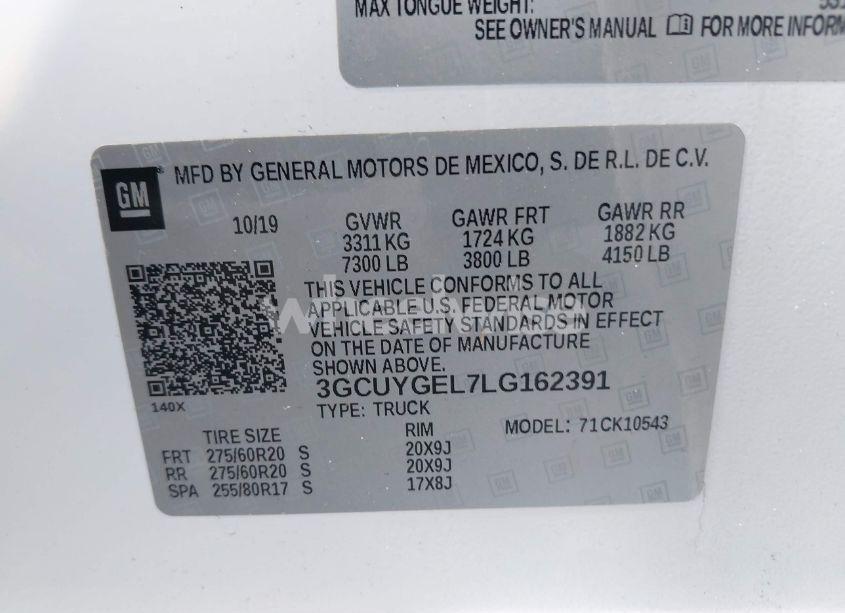 MAX TONGUE WEIGHT:
SEE OWNER'S MANUAL FOR MORE INFORM
GM
MFD BY GENERAL MOTORS DE MEXICO, S. DE R.L. DE C.V.
10/19 GVWR GAWR FRT GAWR RR
3311 KG 1724 KG 1882 KG
7300 LB 3800 LB 4150 LB
THIS VEHICLE CONFORMS TO ALL
APPLICABLE U.S. FEDERAL MOTOR
VEHICLE SAFETY STANDARDS IN EFFECT
ON THE DATE OF MANUFACTURE
SHOWN ABOVE.
3GCUYGEL7LG162391
140X
TYPE: TRUCK
TIRE SIZE RIM MODEL: 71CK10543
FRT 275/60R20 S 20X9J
RR 275/60R20 S 20X9J
SPA 255/80R17 S 17X8J